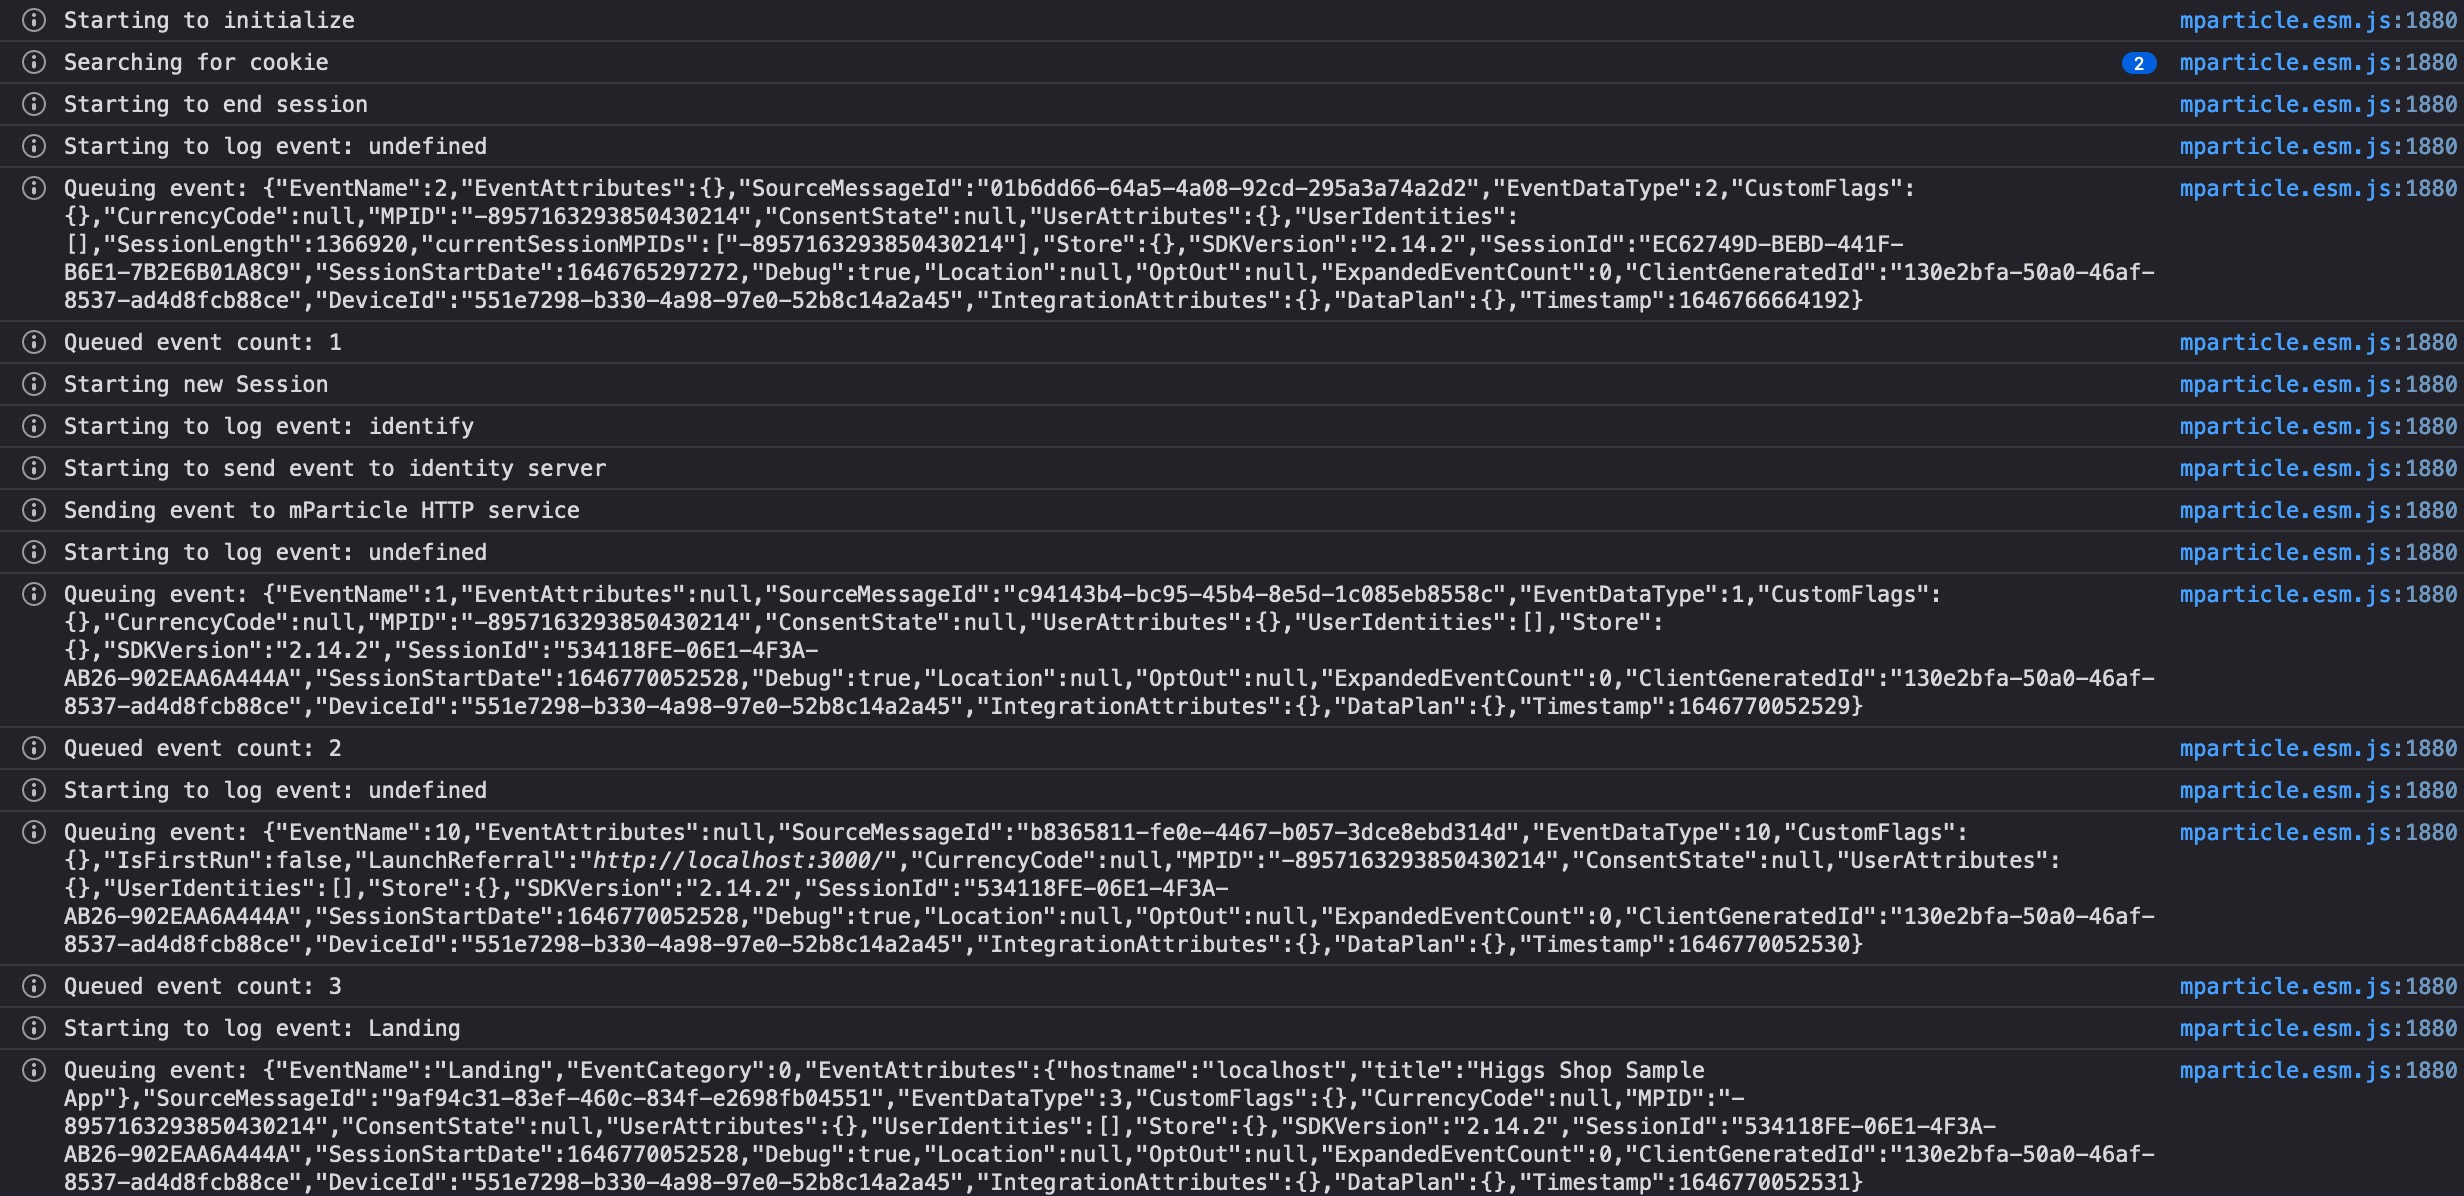 Starting to initialize mparticle.esm.js:1880
Searching for cookie 2 mparticle.esm.js:1880
Starting to end session mparticle.esm.js:1880
Starting to log event: undefined mparticle.esm.js:1880
Queuing event: {"EventName":2,"EventAttributes":{},"SourceMessageId":"01b6dd66-64a5-4a08-92cd-295a3a74a2d2","EventDataType":2,"CustomFlags": mparticle.esm.js:1880
{},"CurrencyCode":null,"MPID":"-8957163293850430214","ConsentState":null,"UserAttributes":{},"UserIdentities":
[],"SessionLength":1366920,"currentSessionMPIDs":["-8957163293850430214"],"Store":{},"SDKVersion":"2.14.2","SessionId":"EC62749D-BEBD-441F-
B6E1-7B2E6B01A8C9","SessionStartDate":1646765297272,"Debug":true,"Location":null,"OptOut":null,"ExpandedEventCount":0,"ClientGeneratedId":"130e2bfa-50a0-46af-
8537-ad4d8fcb88ce","DeviceId":"551e7298-b330-4a98-97e0-52b8c14a2a45","IntegrationAttributes":{},"DataPlan":{},"Timestamp":1646766664192}
Queued event count: 1 mparticle.esm.js:1880
Starting new Session mparticle.esm.js:1880
Starting to log event: identify mparticle.esm.js:1880
Starting to send event to identity server mparticle.esm.js:1880
Sending event to mParticle HTTP service mparticle.esm.js:1880
Starting to log event: undefined mparticle.esm.js:1880
Queuing event: {"EventName":1,"EventAttributes":null,"SourceMessageId":"c94143b4-bc95-45b4-8e5d-1c085eb8558c","EventDataType":1,"CustomFlags": mparticle.esm.js:1880
{},"CurrencyCode":null,"MPID":"-8957163293850430214","ConsentState":null,"UserAttributes":{},"UserIdentities":[],"Store":
{},"SDKVersion":"2.14.2","SessionId":"534118FE-06E1-4F3A-
AB26-902EAA6A444A","SessionStartDate":1646770052528,"Debug":true,"Location":null,"OptOut":null,"ExpandedEventCount":0,"ClientGeneratedId":"130e2bfa-50a0-46af-
8537-ad4d8fcb88ce","DeviceId":"551e7298-b330-4a98-97e0-52b8c14a2a45","IntegrationAttributes":{},"DataPlan":{},"Timestamp":1646770052529}
Queued event count: 2 mparticle.esm.js:1880
Starting to log event: undefined mparticle.esm.js:1880
Queuing event: {"EventName":10,"EventAttributes":null,"SourceMessageId":"b8365811-fe0e-4467-b057-3dce8ebd314d","EventDataType":10,"CustomFlags": mparticle.esm.js:1880
{},"IsFirstRun":false,"LaunchReferral":"http://localhost:3000/","CurrencyCode":null,"MPID":"-8957163293850430214","ConsentState":null,"UserAttributes":
{},"UserIdentities":[],"Store":{},"SDKVersion":"2.14.2","SessionId":"534118FE-06E1-4F3A-
AB26-902EAA6A444A","SessionStartDate":1646770052528,"Debug":true,"Location":null,"OptOut":null,"ExpandedEventCount":0,"ClientGeneratedId":"130e2bfa-50a0-46af-
8537-ad4d8fcb88ce","DeviceId":"551e7298-b330-4a98-97e0-52b8c14a2a45","IntegrationAttributes":{},"DataPlan":{},"Timestamp":1646770052530}
Queued event count: 3 mparticle.esm.js:1880
Starting to log event: Landing mparticle.esm.js:1880
Queuing event: {"EventName":"Landing","EventCategory":0,"EventAttributes":{"hostname":"localhost","title":"Higgs Shop Sample mparticle.esm.js:1880
App"},"SourceMessageId":"9af94c31-83ef-460c-834f-e2698fb04551","EventDataType":3,"CustomFlags":{},"CurrencyCode":null,"MPID":"-
8957163293850430214","ConsentState":null,"UserAttributes":{},"UserIdentities":[],"Store":{},"SDKVersion":"2.14.2","SessionId":"534118FE-06E1-4F3A-
AB26-902EAA6A444A","SessionStartDate":1646770052528,"Debug":true,"Location":null,"OptOut":null,"ExpandedEventCount":0,"ClientGeneratedId":"130e2bfa-50a0-46af-
8537-ad4d8fcb88ce","DeviceId":"551e7298-b330-4a98-97e0-52b8c14a2a45","IntegrationAttributes":{},"DataPlan":{},"Timestamp":1646770052531}